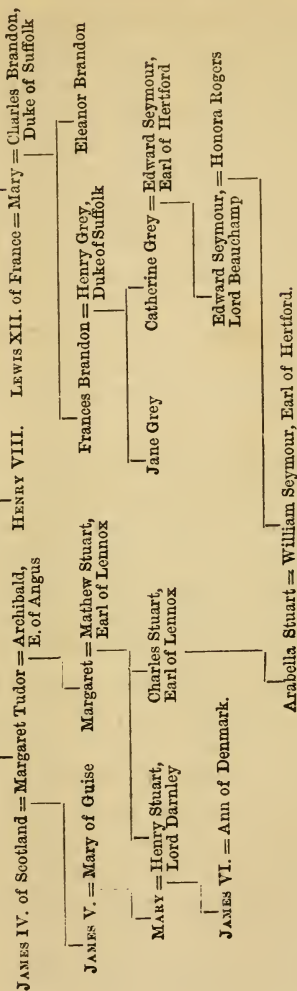 JAMES IV. of Scotland = Margaret Tudor = Archibald,
E. of Angus
HENRY VIII.
Lewis XII. of France = Mary = Charles Brandon,
Duke of Suffolk
JAMES V. = Mary of Guise
Margaret = Mathew Stuart,
Earl of Lennox
Frances Brandon = Henry Grey,
Duke of Suffolk
Eleanor Brandon
MARY = Henry Stuart,
Lord Darnley
Charles Stuart,
Earl of Lennox
Jane Grey
Catherine Grey = Edward Seymour,
Earl of Hertford
JAMES VI. = Ann of Denmark.
Edward Seymour, = Honora Rogers
Lord Beauchamp
Arabella Stuart = William Seymour, Earl of Hertford.